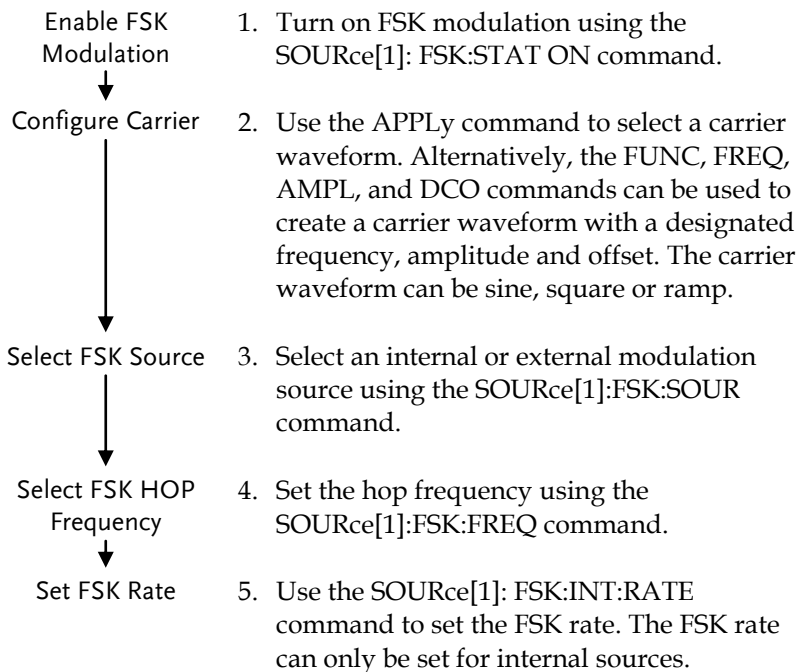 Enable FSK
Modulation
1. Turn on FSK modulation using the
SOURce[1]: FSK:STAT ON command.
Configure Carrier
2. Use the APPLy command to select a carrier
waveform. Alternatively, the FUNC, FREQ,
AMPL, and DCO commands can be used to
create a carrier waveform with a designated
frequency, amplitude and offset. The carrier
waveform can be sine, square or ramp.
Select FSK Source
3. Select an internal or external modulation
source using the SOURce[1]:FSK:SOUR
command.
Select FSK HOP
Frequency
4. Set the hop frequency using the
SOURce[1]:FSK:FREQ command.
Set FSK Rate
5. Use the SOURce[1]: FSK:INT:RATE
command to set the FSK rate. The FSK rate
can only be set for internal sources.